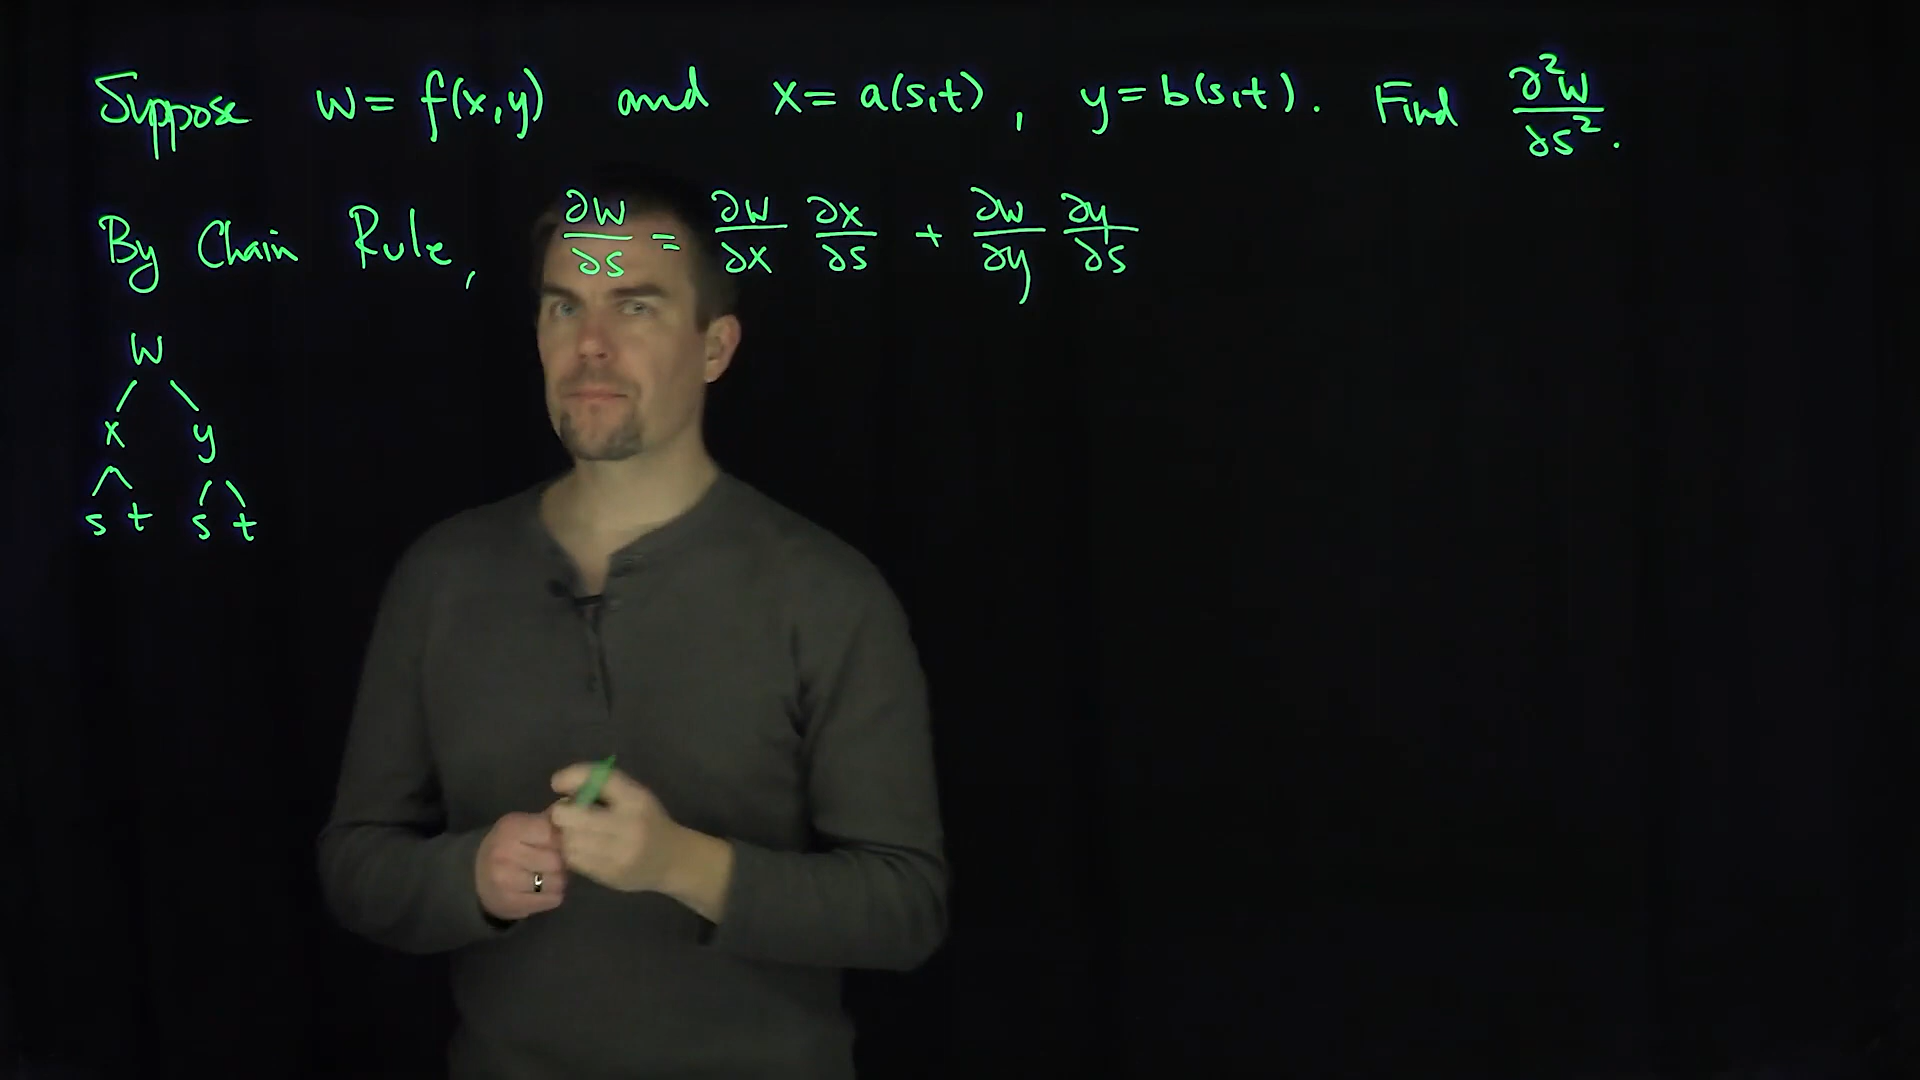 Suppose w = f(x,y) and x = a(s,t), y = b(s,t). Find ∂²w/∂s².
By Chain Rule, ∂w/∂s = ∂w/∂x ∂x/∂s + ∂w/∂y ∂y/∂s
w
x y
s t s t